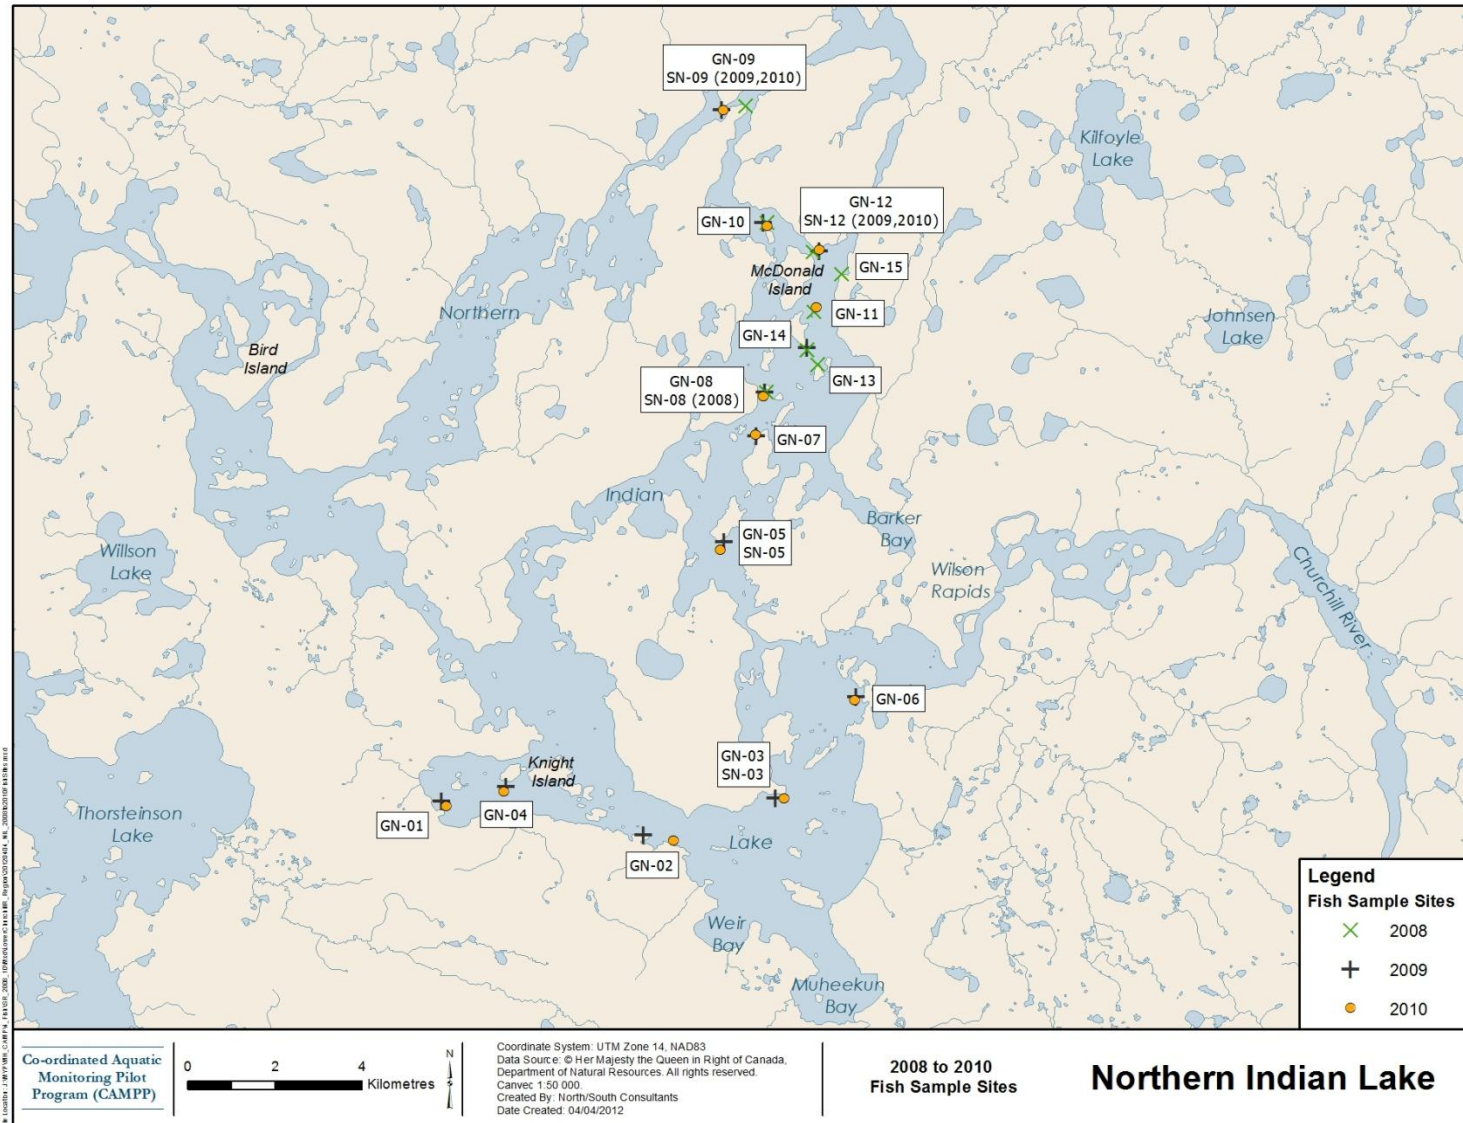 GN-09
SN-09 (2009,2010)
Kilfoyle
Lake
GN-12
SN-12 (2009,2010)
GN-10
McDonald
Island
GN-15
Northern
GN-11
Johnsen
Lake
GN-14
Bird
Island
GN-13
GN-08
SN-08 (2008)
GN-07
Indian
Barker
Bay
GN-05
SN-05
Willson
Lake
Wilson
Rapids
Churchill River
GN-06
GN-03
SN-03
Knight
Island
Thorsteinson
Lake
GN-01
GN-04
Lake
GN-02
Weir
Bay
Muheekun
Bay
Legend
Fish Sample Sites
2008
2009
2010
Co-ordinated Aquatic
Monitoring Pilot
Program (CAMPP)
0 2 4
Kilometres
N
Coordinate System: UTM Zone 14, NAD83
Data Source: © Her Majesty the Queen in Right of Canada,
Department of Natural Resources. All rights reserved.
Canvec 1:50 000.
Created By: North/South Consultants
Date Created: 04/04/2012
2008 to 2010
Fish Sample Sites
Northern Indian Lake